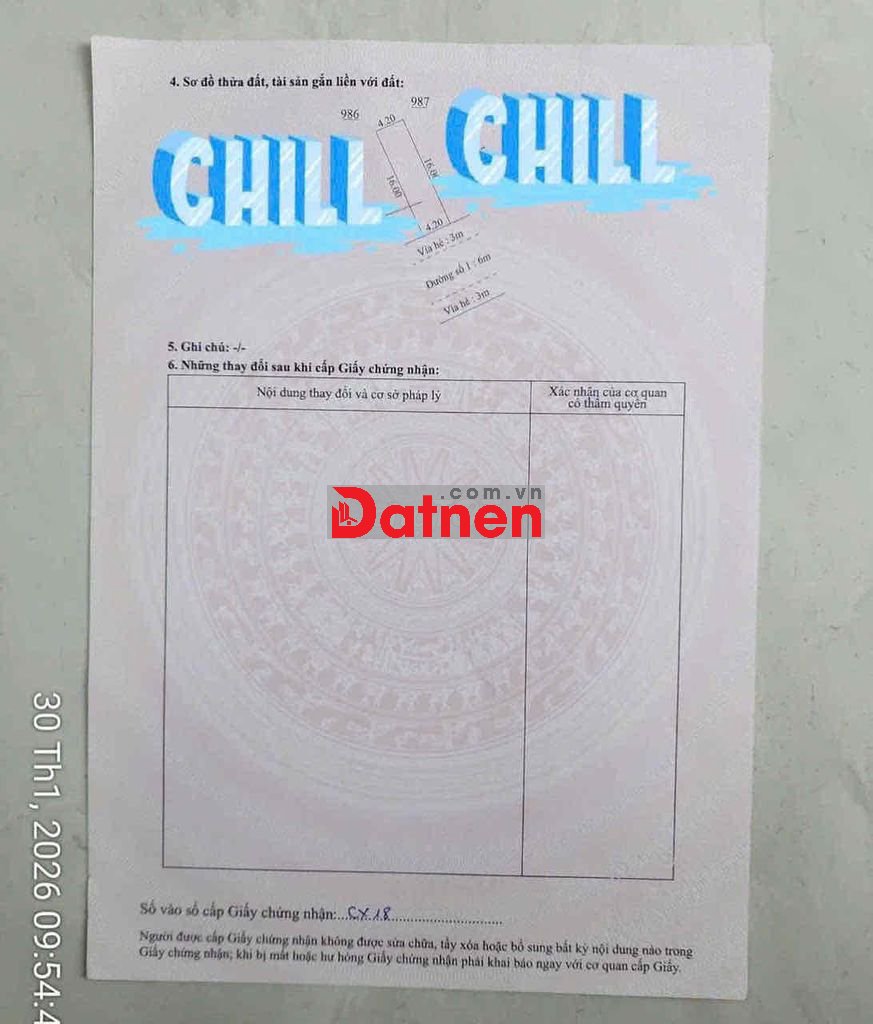 4. Sơ đồ thửa đất, tài sản gắn liền với đất:
987
986
4.20
CHILL
CHILL
16.00
16.00
4.20
Vỉa hè : 3m
Đường số 1 : 6m
Vỉa hè : 3m
5. Ghi chú: -/-
6. Những thay đổi sau khi cấp Giấy chứng nhận:
Nội dung thay đổi và cơ sở pháp lý
Xác nhận của cơ quan
có thẩm quyền
.com.vn
Datnen
Số vào sổ cấp Giấy chứng nhận:...CX18
Người được cấp Giấy chứng nhận không được sửa chữa, tẩy xóa hoặc bổ sung bất kỳ nội dung nào trong
Giấy chứng nhận; khi bị mất hoặc hư hỏng Giấy chứng nhận phải khai báo ngay với cơ quan cấp Giấy.
30 Th1, 2026 09:54:4